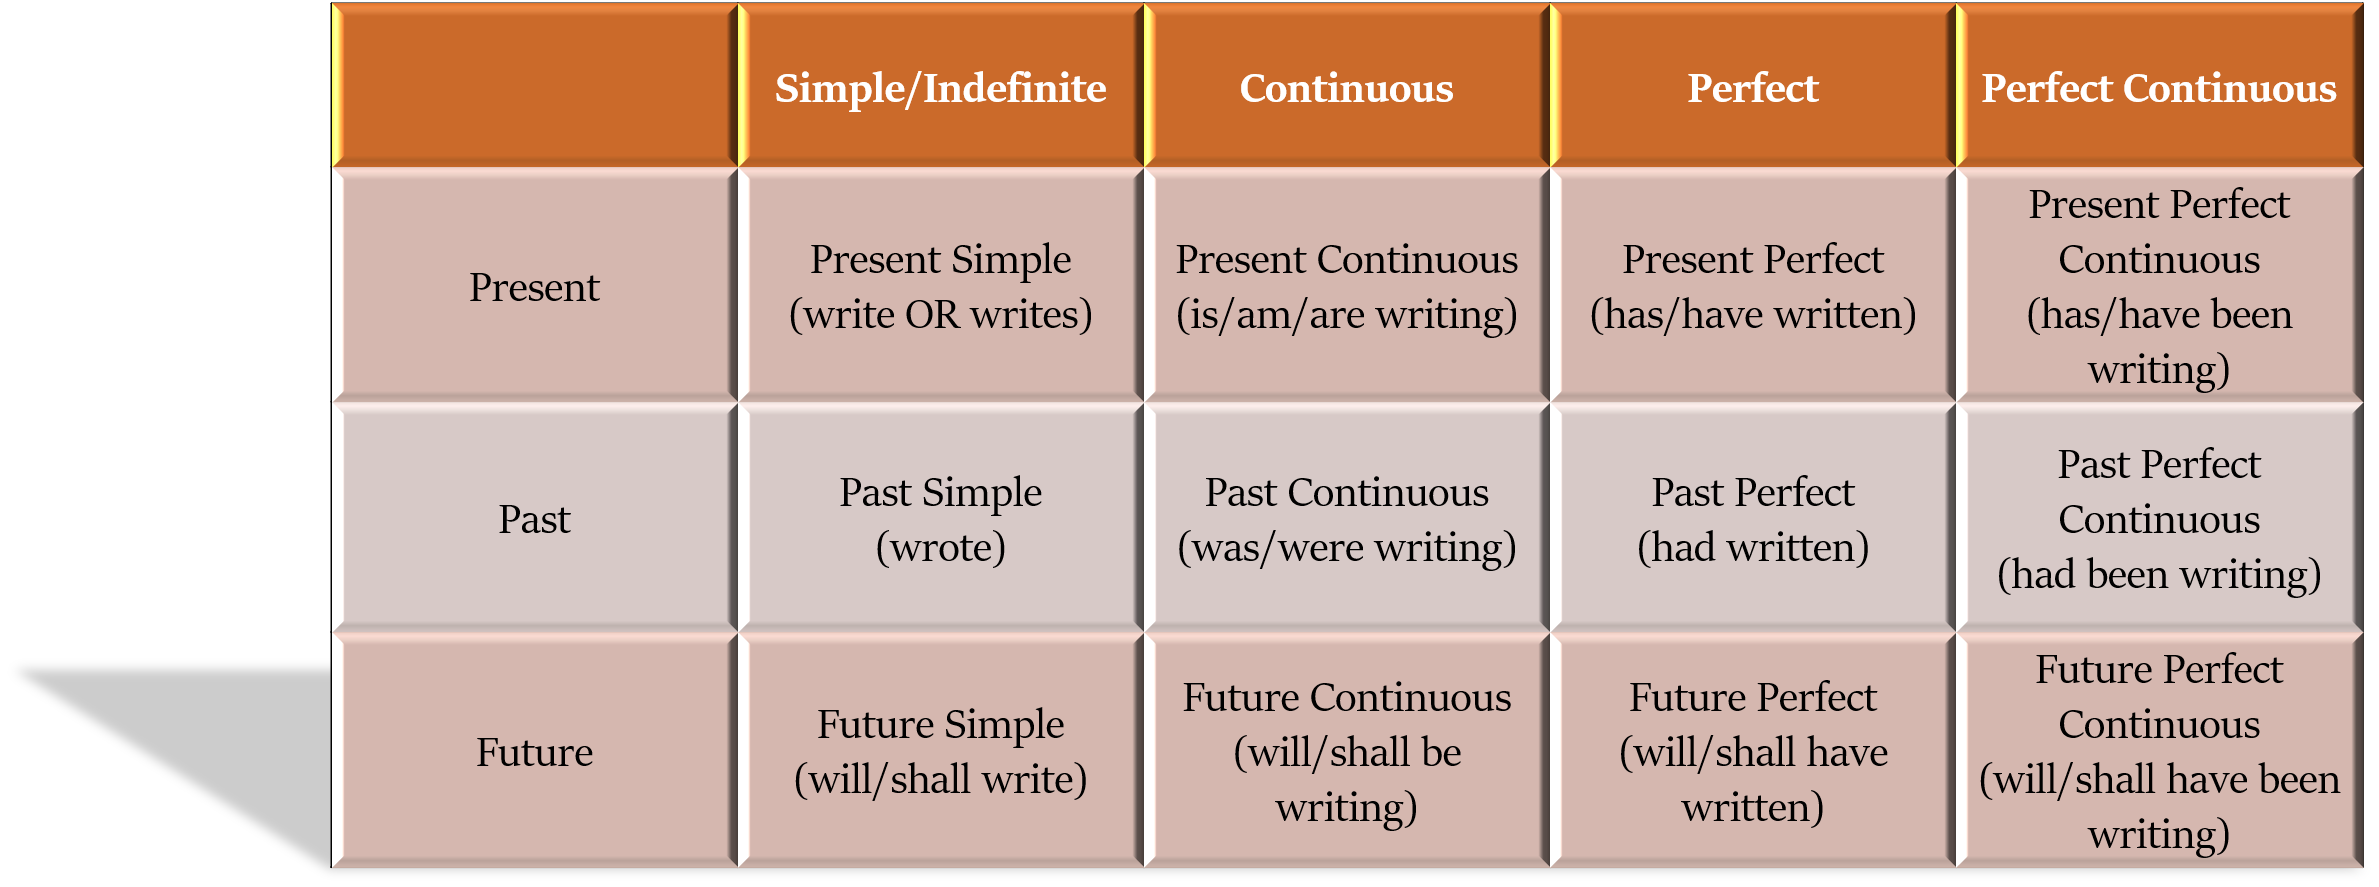 Simple/Indefinite
Continuous
Perfect
Perfect Continuous
Present
Present Simple
(write OR writes)
Present Continuous
(is/am/are writing)
Present Perfect
(has/have written)
Present Perfect
Continuous
(has/have been
writing)
Past
Past Simple
(wrote)
Past Continuous
(was/were writing)
Past Perfect
(had written)
Past Perfect
Continuous
(had been writing)
Future
Future Simple
(will/shall write)
Future Continuous
(will/shall be
writing)
Future Perfect
(will/shall have
written)
Future Perfect
Continuous
(will/shall have been
writing)